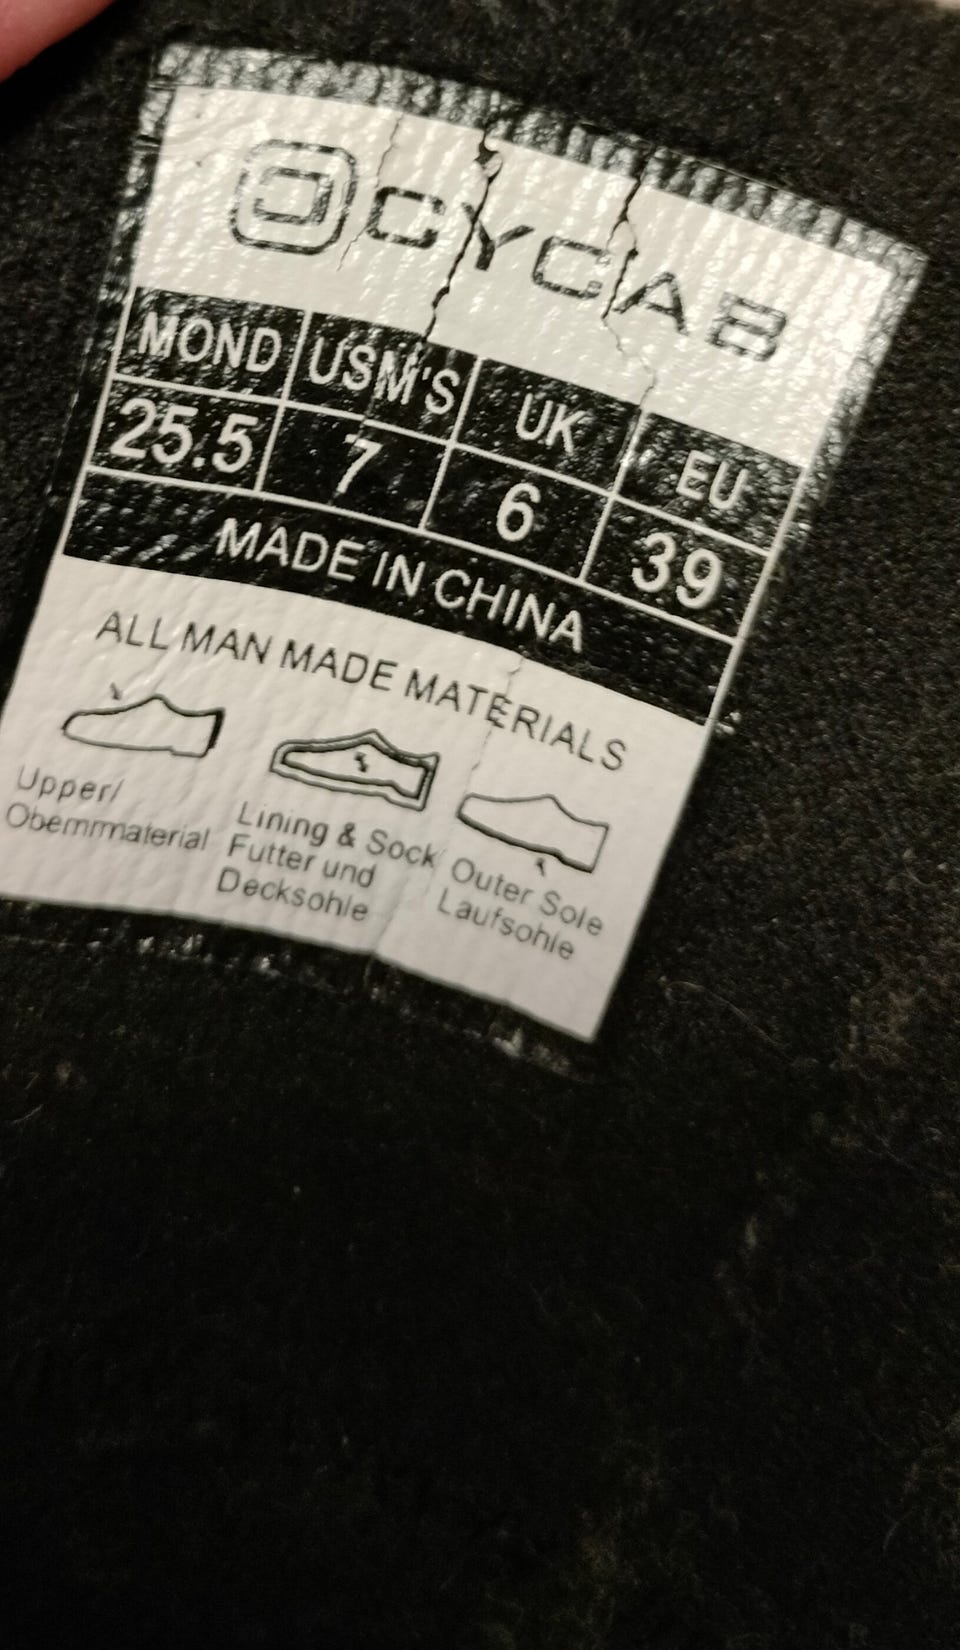 CYCAB
MOND USM'S UK EU
25.5 7 6 39
MADE IN CHINA
ALL MAN MADE MATERIALS
Upper/
Obernmaterial
Lining & Sock
Futter und
Decksohle
Outer Sole
Laufsohle